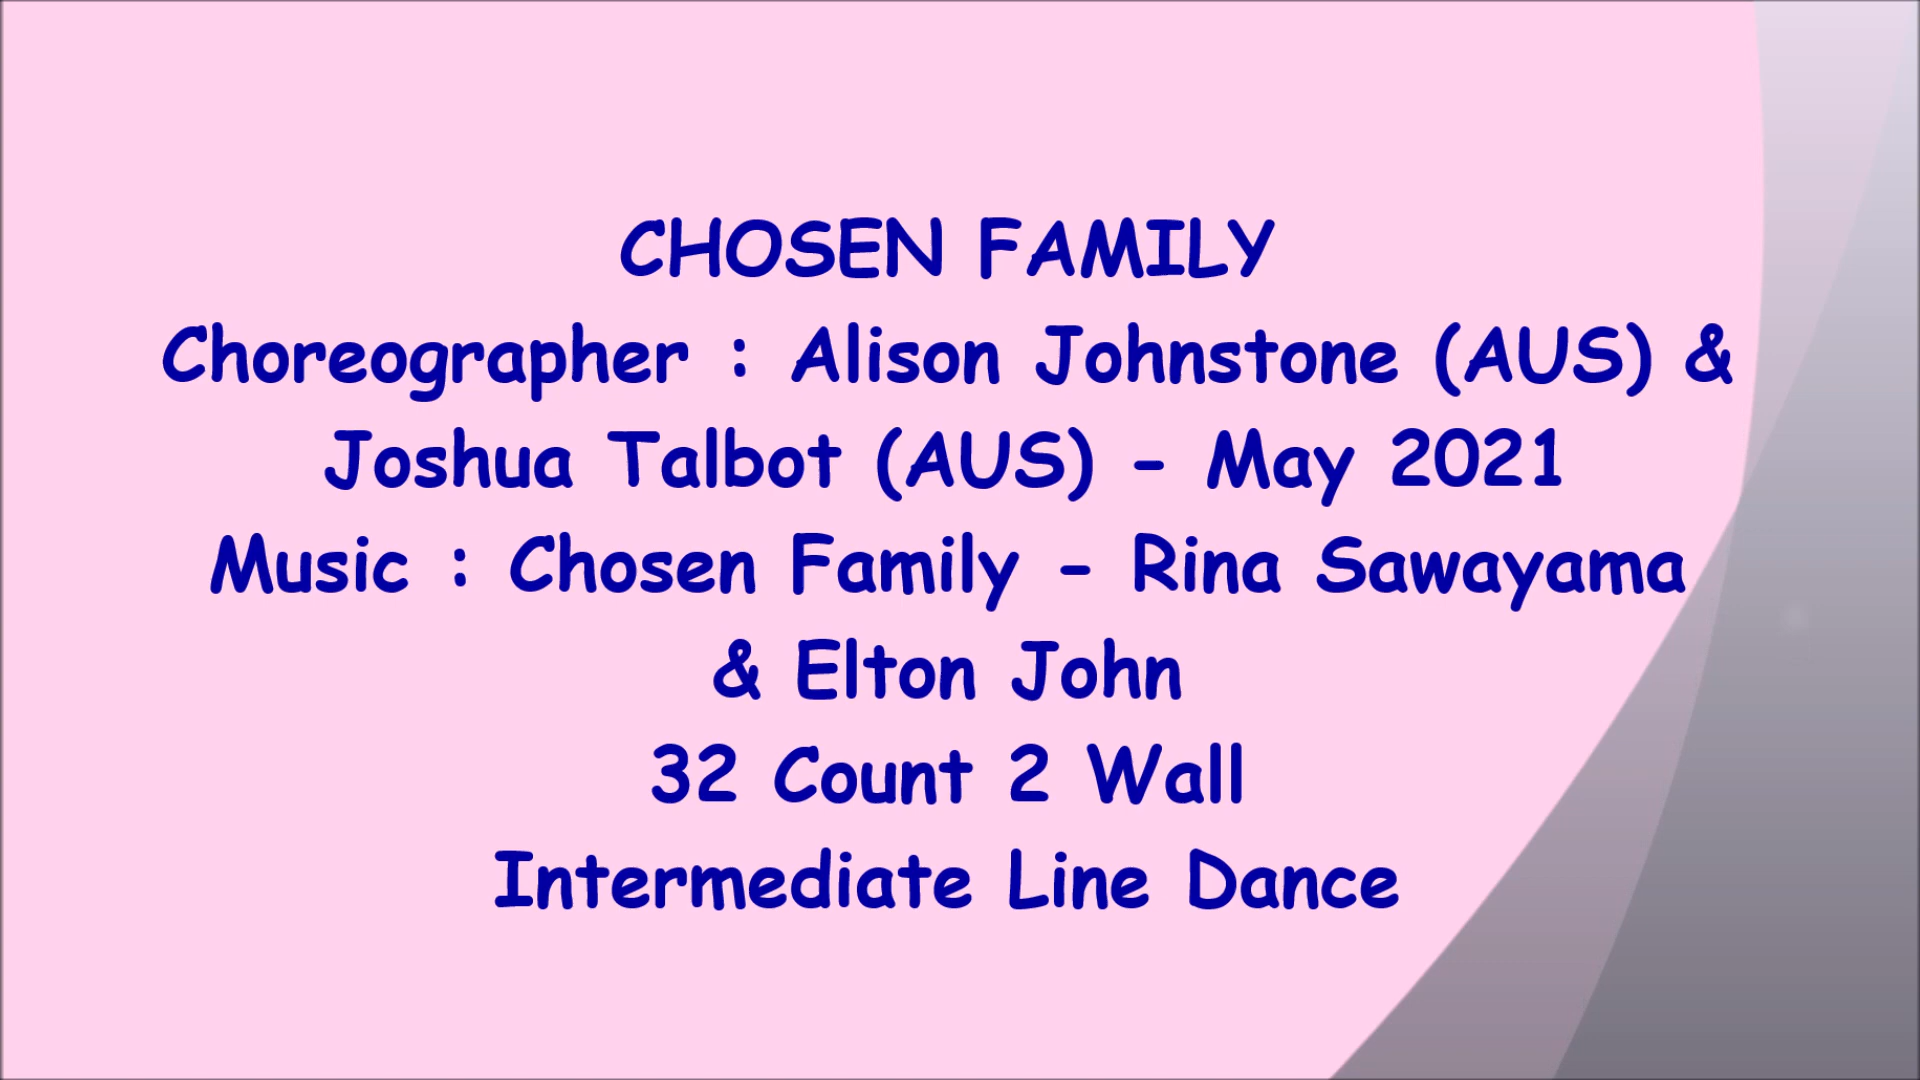 CHOSEN FAMILY
Choreographer : Alison Johnstone (AUS) &
Joshua Talbot (AUS) - May 2021
Music : Chosen Family - Rina Sawayama
& Elton John
32 Count 2 Wall
Intermediate Line Dance